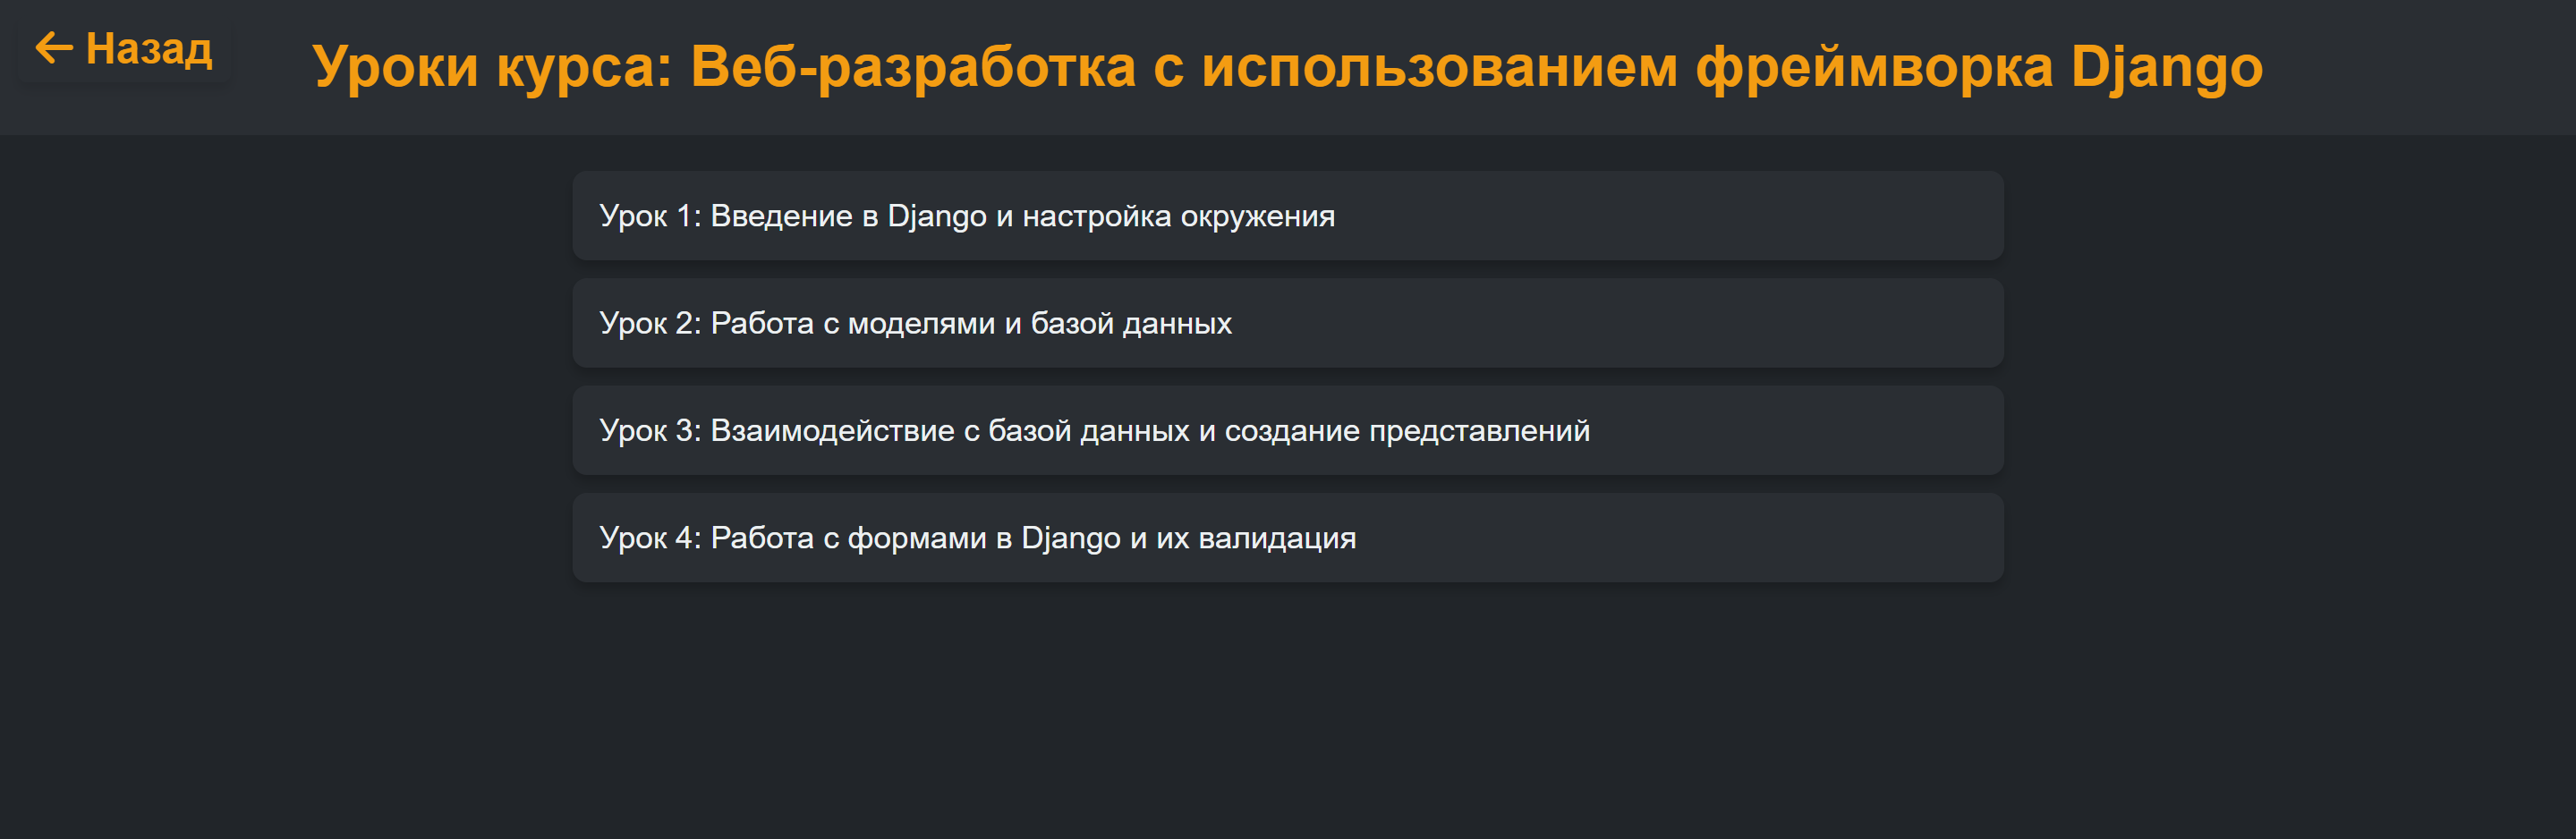 Назад
Уроки курса: Веб-разработка с использованием фреймворка Django
Урок 1: Введение в Django и настройка окружения
Урок 2: Работа с моделями и базой данных
Урок 3: Взаимодействие с базой данных и создание представлений
Урок 4: Работа с формами в Django и их валидация